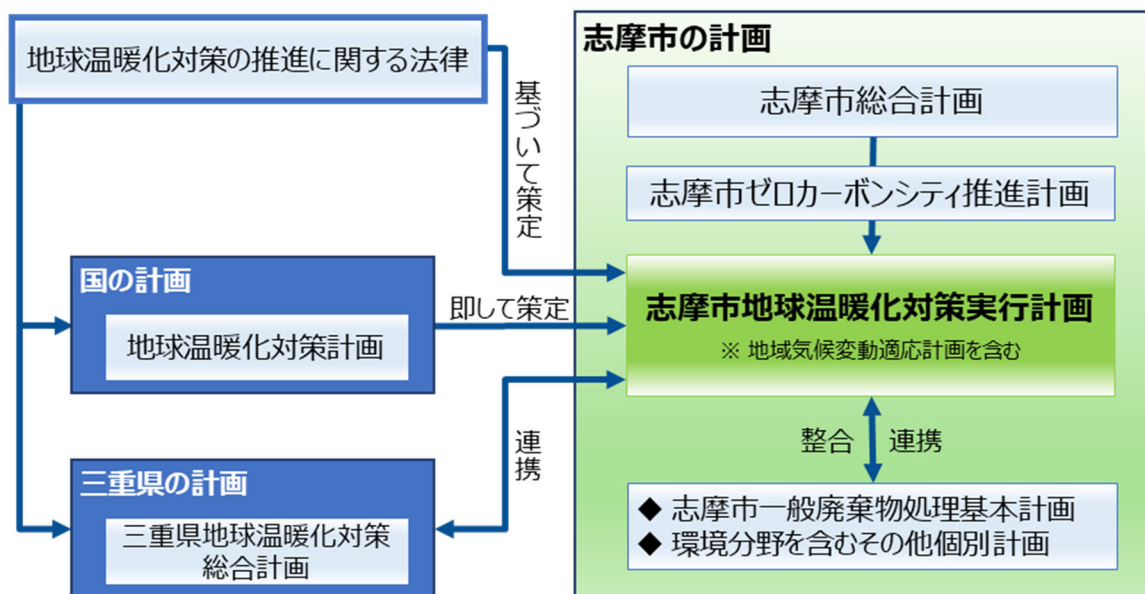 地球温暖化対策の推進に関する法律
基づいて策定
国の計画
地球温暖化対策計画
即して策定
三重県の計画
三重県地球温暖化対策
総合計画
連携
志摩市の計画
志摩市総合計画
志摩市ゼロカーボンシティ推進計画
志摩市地球温暖化対策実行計画
※ 地域気候変動適応計画を含む
整合 連携
◆ 志摩市一般廃棄物処理基本計画
◆ 環境分野を含むその他個別計画